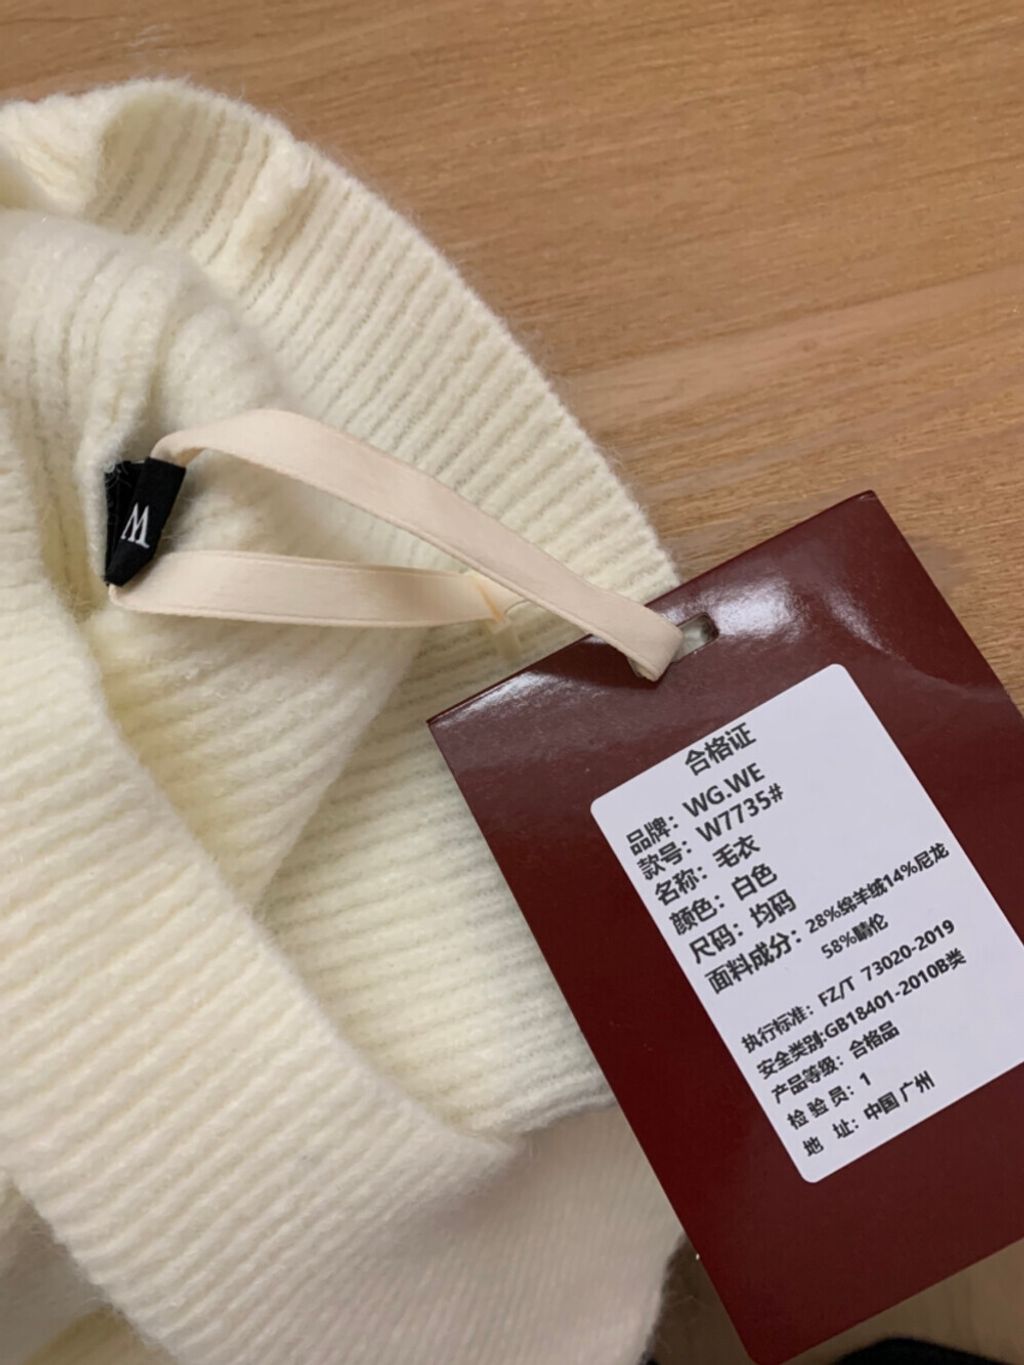 W
合格证
品牌：WG.WE
款号：W7735#
名称：毛衣
颜色：白色
尺码：均码
面料成分：28%绵羊绒14%尼龙
58%腈伦
执行标准：FZ/T 73020-2019
安全类别:GB18401-2010B类
产品等级：合格品
检 验 员：1
地 址：中国 广州